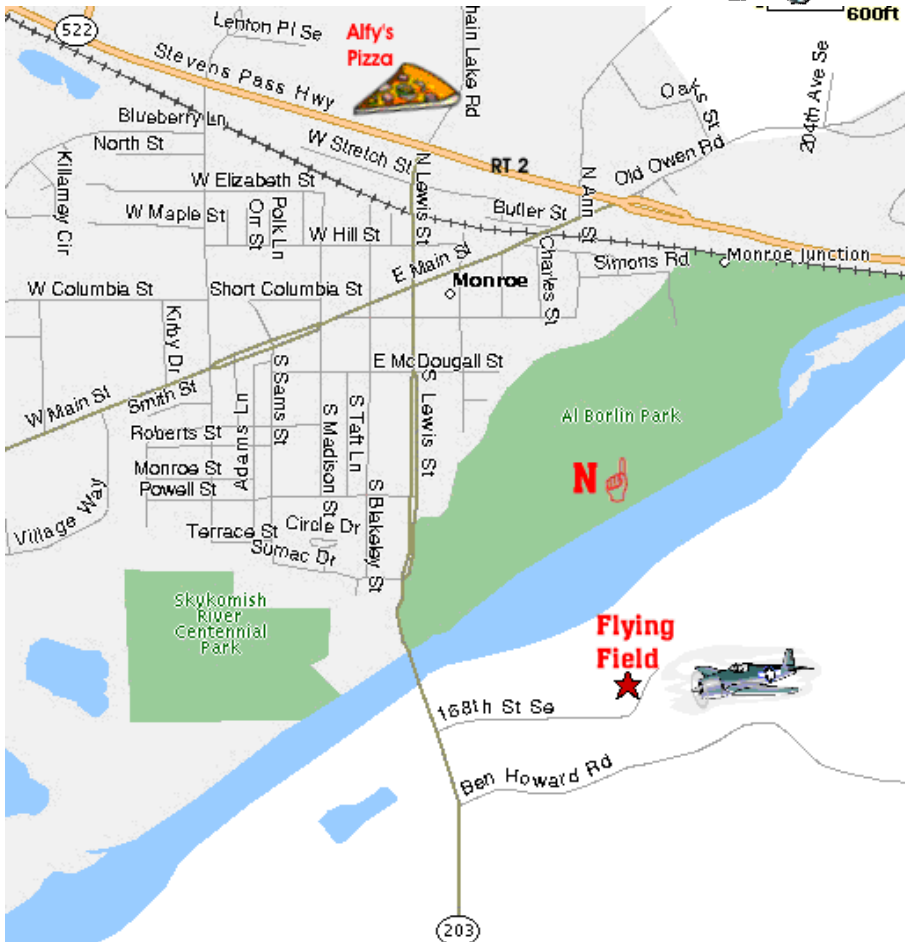 600ft
522
Lenton Pl Se
Alfy's
Pizza
hain Lake Rd
Stevens Pass Hwy
204th Ave Se
Blueberry Ln
North St
W Stretch St
RT 2
Old Owen Rd
Killarney Cir
W Elizabeth St
N Lewis St
N Ann St
W Maple St
Orr St
Polk Ln
W Hill St
Butler St
Charles St
Simons Rd
Monroe Junction
E Main St
Monroe
W Columbia St
Short Columbia St
Kirby Dr
E McDougall St
W Main St
Smith St
S Sams St
Adams Ln
S Madison St
S Taft Ln
S Lewis St
Al Borlin Park
Roberts St
Monroe St
Powell St
N
Village Way
Terrace St
Circle Dr
Sumac Dr
S Blakeley St
Skykomish
River
Centennial
Park
Flying
Field
168th St Se
Ben Howard Rd
203